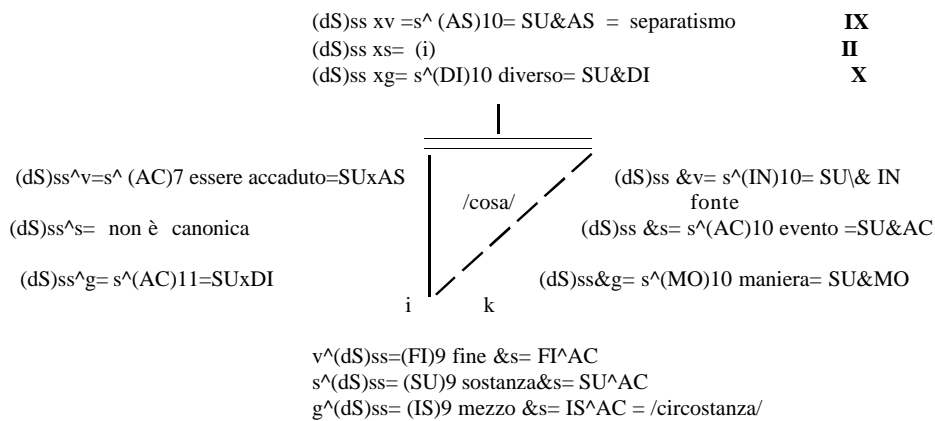 (dS)ss xv =s^ (AS)10= SU&AS = separatismo IX
(dS)ss xs= (i) II
(dS)ss xg= s^(DI)10 diverso= SU&DI X
(dS)ss^v=s^ (AC)7 essere accaduto=SUxAS
(dS)ss &v= s^(IN)10= SU\& IN
/cosa/
fonte
(dS)ss^s= non è canonica
(dS)ss &s= s^(AC)10 evento =SU&AC
(dS)ss^g= s^(AC)11=SUxDI
(dS)ss&g= s^(MO)10 maniera= SU&MO
i k
v^(dS)ss=(FI)9 fine &s= FI^AC
s^(dS)ss= (SU)9 sostanza&s= SU^AC
g^(dS)ss= (IS)9 mezzo &s= IS^AC = /circostanza/